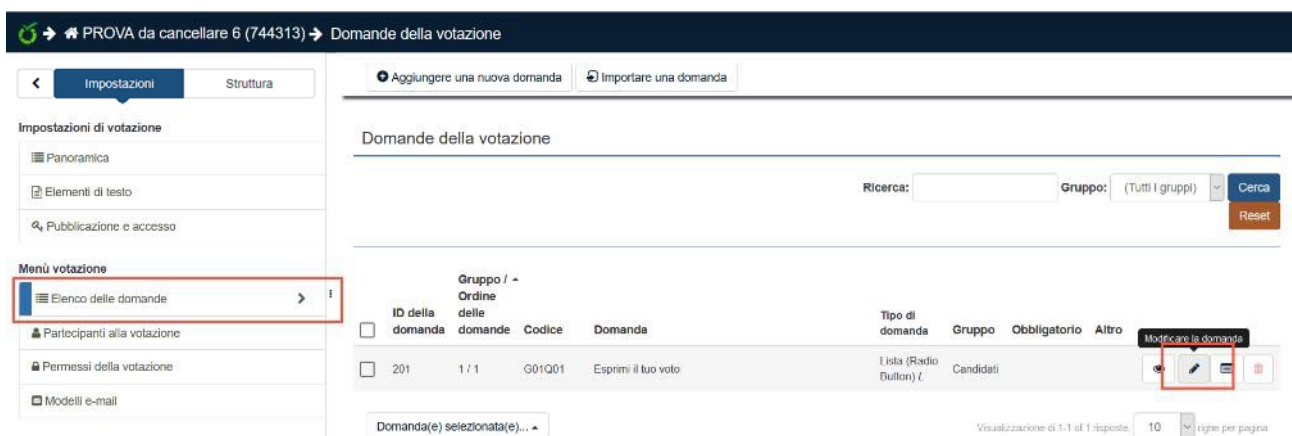 PROVA da cancellare 6 (744313) Domande della votazione
Impostazioni Struttura
Aggiungere una nuova domanda Importare una domanda
Impostazioni di votazione
Domande della votazione
Panoramica
Elementi di testo
Ricerca: Gruppo: (Tutti i gruppi) Cerca
Reset
Pubblicazione e accesso
Menù votazione
Elenco delle domande
Partecipanti alla votazione
Permessi della votazione
Modelli e-mail
ID della domanda
Gruppo / Ordine delle domande
Codice
Domanda
Tipo di domanda
Gruppo
Obbligatorio
Altro
Modificare la domanda
201 1 / 1 G01Q01 Esprimi il tuo voto Lista (Radio Button) (. Candidati
Domanda(e) selezionata(e)...
Visualizzazione di 1-1 of 1 risposte. 10 righe per pagina